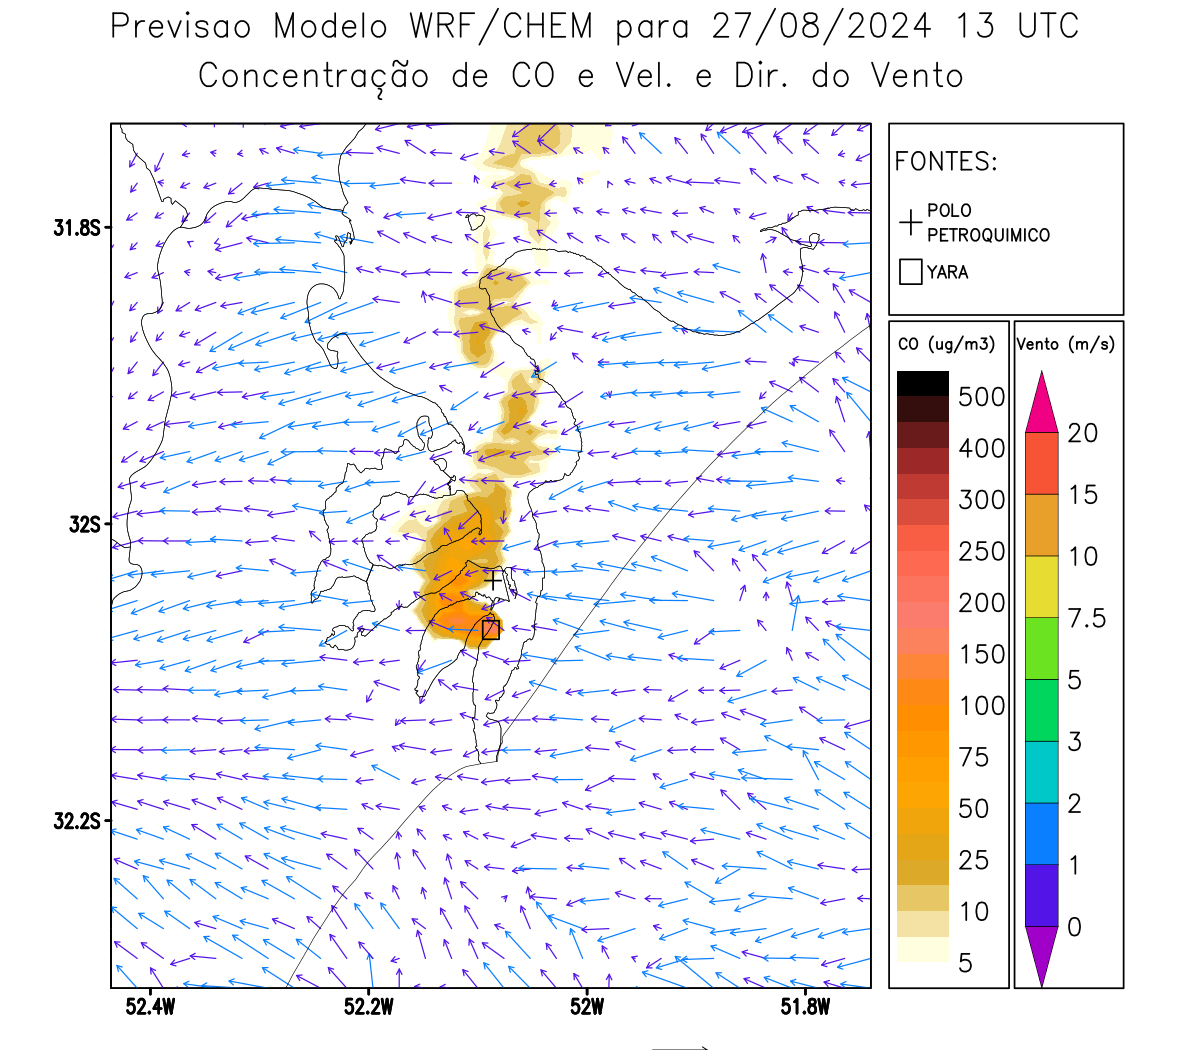 Previsao Modelo WRF/CHEM para 27/08/2024 13 UTC
Concentração de CO e Vel. e Dir. do Vento
FONTES:
POLO
PETROQUIMICO
YARA
CO (ug/m3)
500
400
300
250
200
150
100
75
50
25
10
5
Vento (m/s)
20
15
10
7.5
5
3
2
1
0
31.8S
32S
32.2S
52.4W
52.2W
52W
51.8W